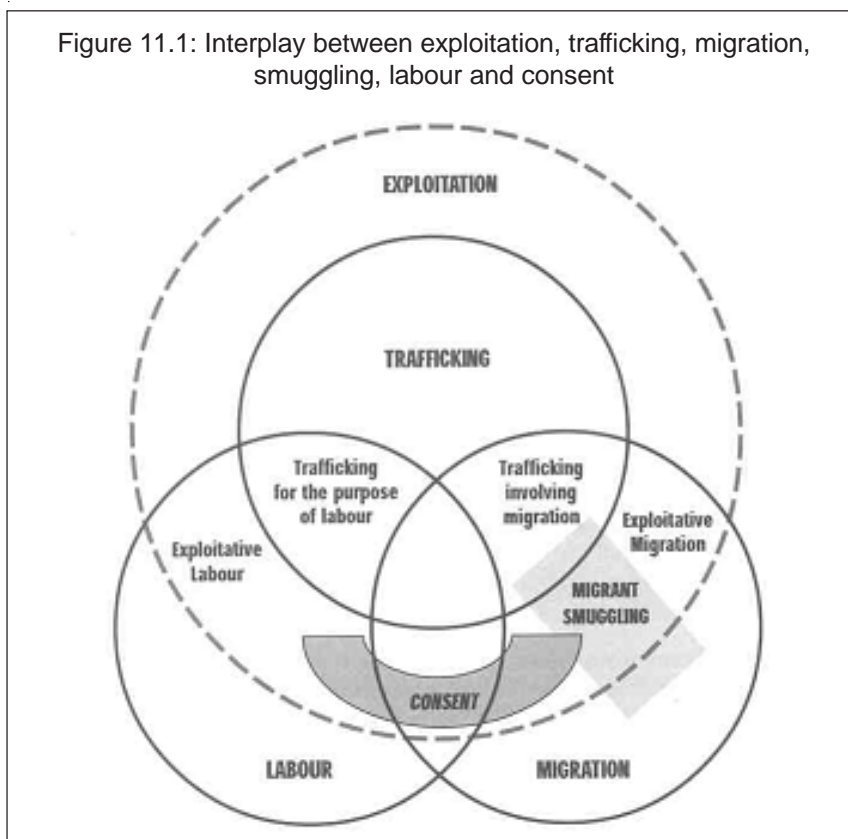 Figure 11.1: Interplay between exploitation, trafficking, migration,
smuggling, labour and consent
EXPLOITATION
TRAFFICKING
Trafficking
for the purpose
of labour
Trafficking
involving
migration
Exploitative
Labour
Exploitative
Migration
MIGRANT
SMUGGLING
CONSENT
LABOUR
MIGRATION